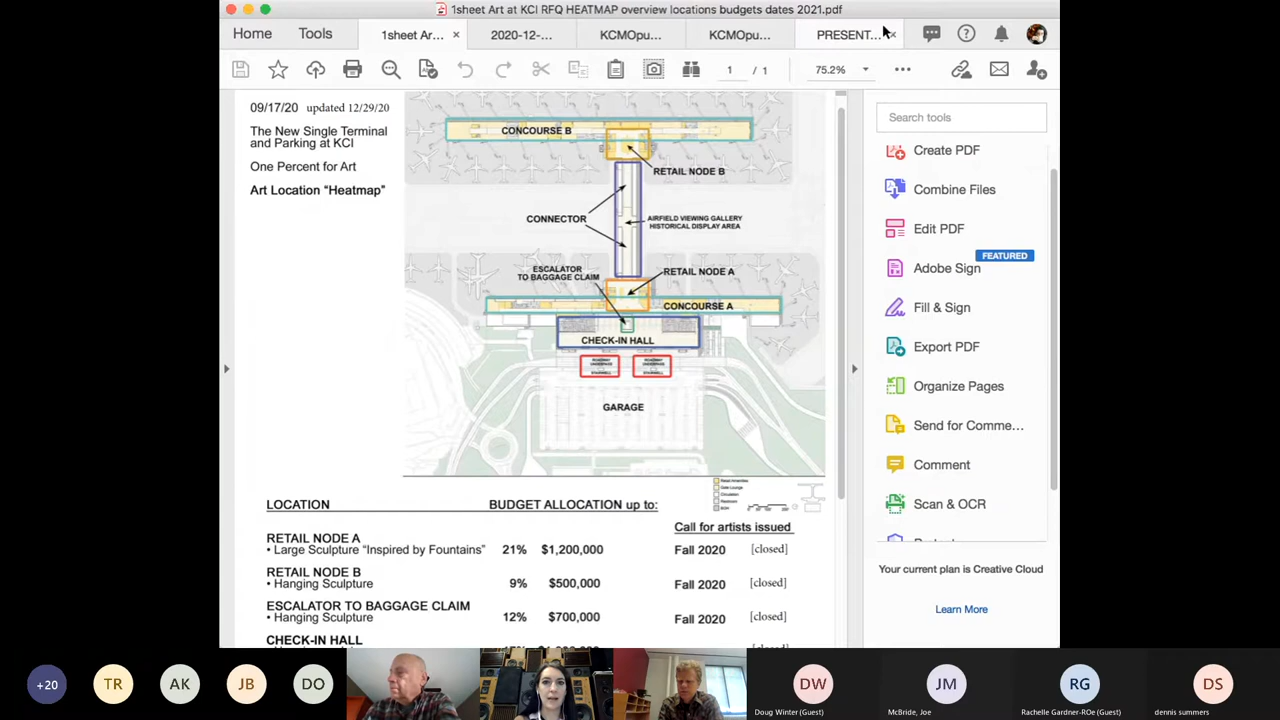 1sheet Art at KCI RFQ HEATMAP overview locations budgets dates 2021.pdf
Home
Tools
1sheet Ar...
2020-12-...
KCMOpu...
KCMOpu...
PRESENT...
1 / 1
75.2%
09/17/20 updated 12/29/20
The New Single Terminal
and Parking at KCI
One Percent for Art
Art Location “Heatmap”
CONCOURSE B
RETAIL NODE B
CONNECTOR
AIRFIELD VIEWING GALLERY
HISTORICAL DISPLAY AREA
ESCALATOR
TO BAGGAGE CLAIM
RETAIL NODE A
CONCOURSE A
CHECK-IN HALL
GARAGE
LOCATION BUDGET ALLOCATION up to:
Call for artists issued
RETAIL NODE A
• Large Sculpture “Inspired by Fountains” 21% $1,200,000 Fall 2020 [closed]
RETAIL NODE B
• Hanging Sculpture 9% $500,000 Fall 2020 [closed]
ESCALATOR TO BAGGAGE CLAIM
• Hanging Sculpture 12% $700,000 Fall 2020 [closed]
CHECK-IN HALL
Search tools
Create PDF
Combine Files
Edit PDF
FEATURED
Adobe Sign
Fill & Sign
Export PDF
Organize Pages
Send for Comme...
Comment
Scan & OCR
Your current plan is Creative Cloud
Learn More
+20
TR
AK
JB
DO
DW
Doug Winter (Guest)
JM
McBride, Joe
RG
Rachelle Gardner-ROe (Guest)
DS
dennis summers